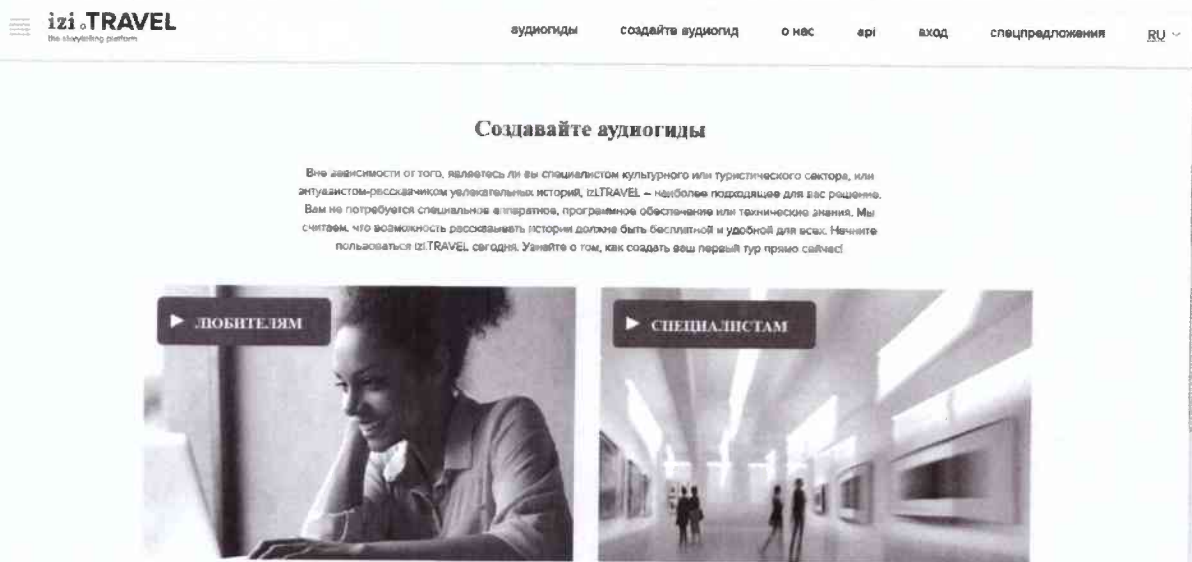 izi.TRAVEL
the storytelling platform
аудиогиды создайте аудиогид о нас api вход спецпредложения RU
Создавайте аудиогиды
Вне зависимости от того, являетесь ли вы специалистом культурного или туристического сектора, или
энтузиастом-рассказчиком увлекательных историй, izi.TRAVEL – наиболее подходящее для вас решение.
Вам не потребуется специальное аппаратное, программное обеспечение или технические знания. Мы
считаем, что возможность рассказывать истории должна быть бесплатной и удобной для всех. Начните
пользоваться izi.TRAVEL сегодня. Узнайте о том, как создать ваш первый тур прямо сейчас!
ЛЮБИТЕЛЯМ
СПЕЦИАЛИСТАМ